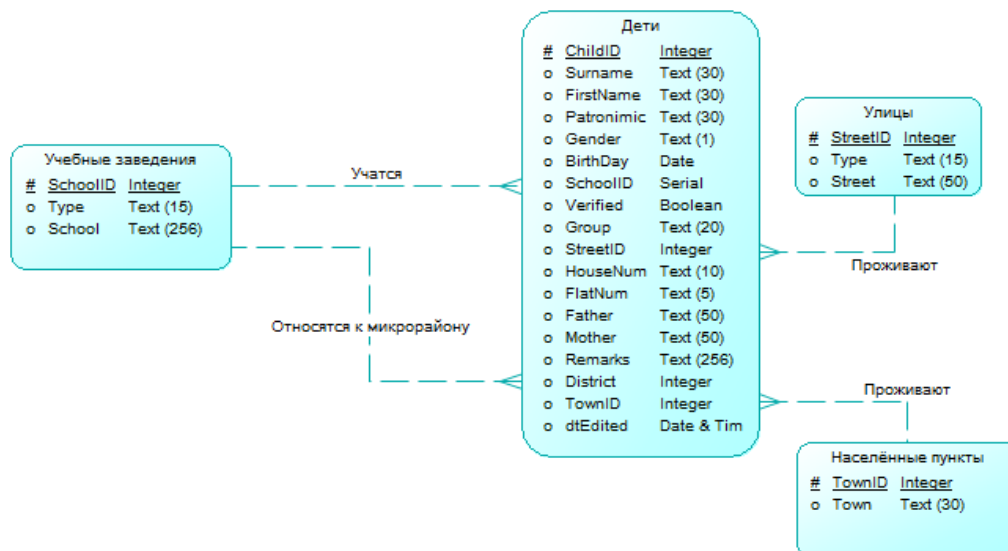 Дети
# ChildID Integer
o Surname Text (30)
o FirstName Text (30)
o Patronimic Text (30)
o Gender Text (1)
o BirthDay Date
o SchoolID Serial
o Verified Boolean
o Group Text (20)
o StreetID Integer
o HouseNum Text (10)
o FlatNum Text (5)
o Father Text (50)
o Mother Text (50)
o Remarks Text (256)
o District Integer
o TownID Integer
o dtEdited Date & Tim
Учебные заведения
# SchoolID Integer
o Type Text (15)
o School Text (256)
Учатся
Относятся к микрорайону
Улицы
# StreetID Integer
o Type Text (15)
o Street Text (50)
Проживают
Проживают
Населённые пункты
# TownID Integer
o Town Text (30)